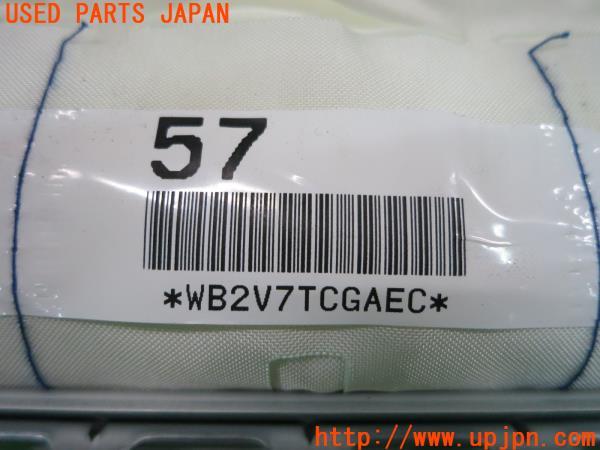 USED PARTS JAPAN
57
*WB2V7TCGAEC*
U.P.J
http://www.upjpn.com